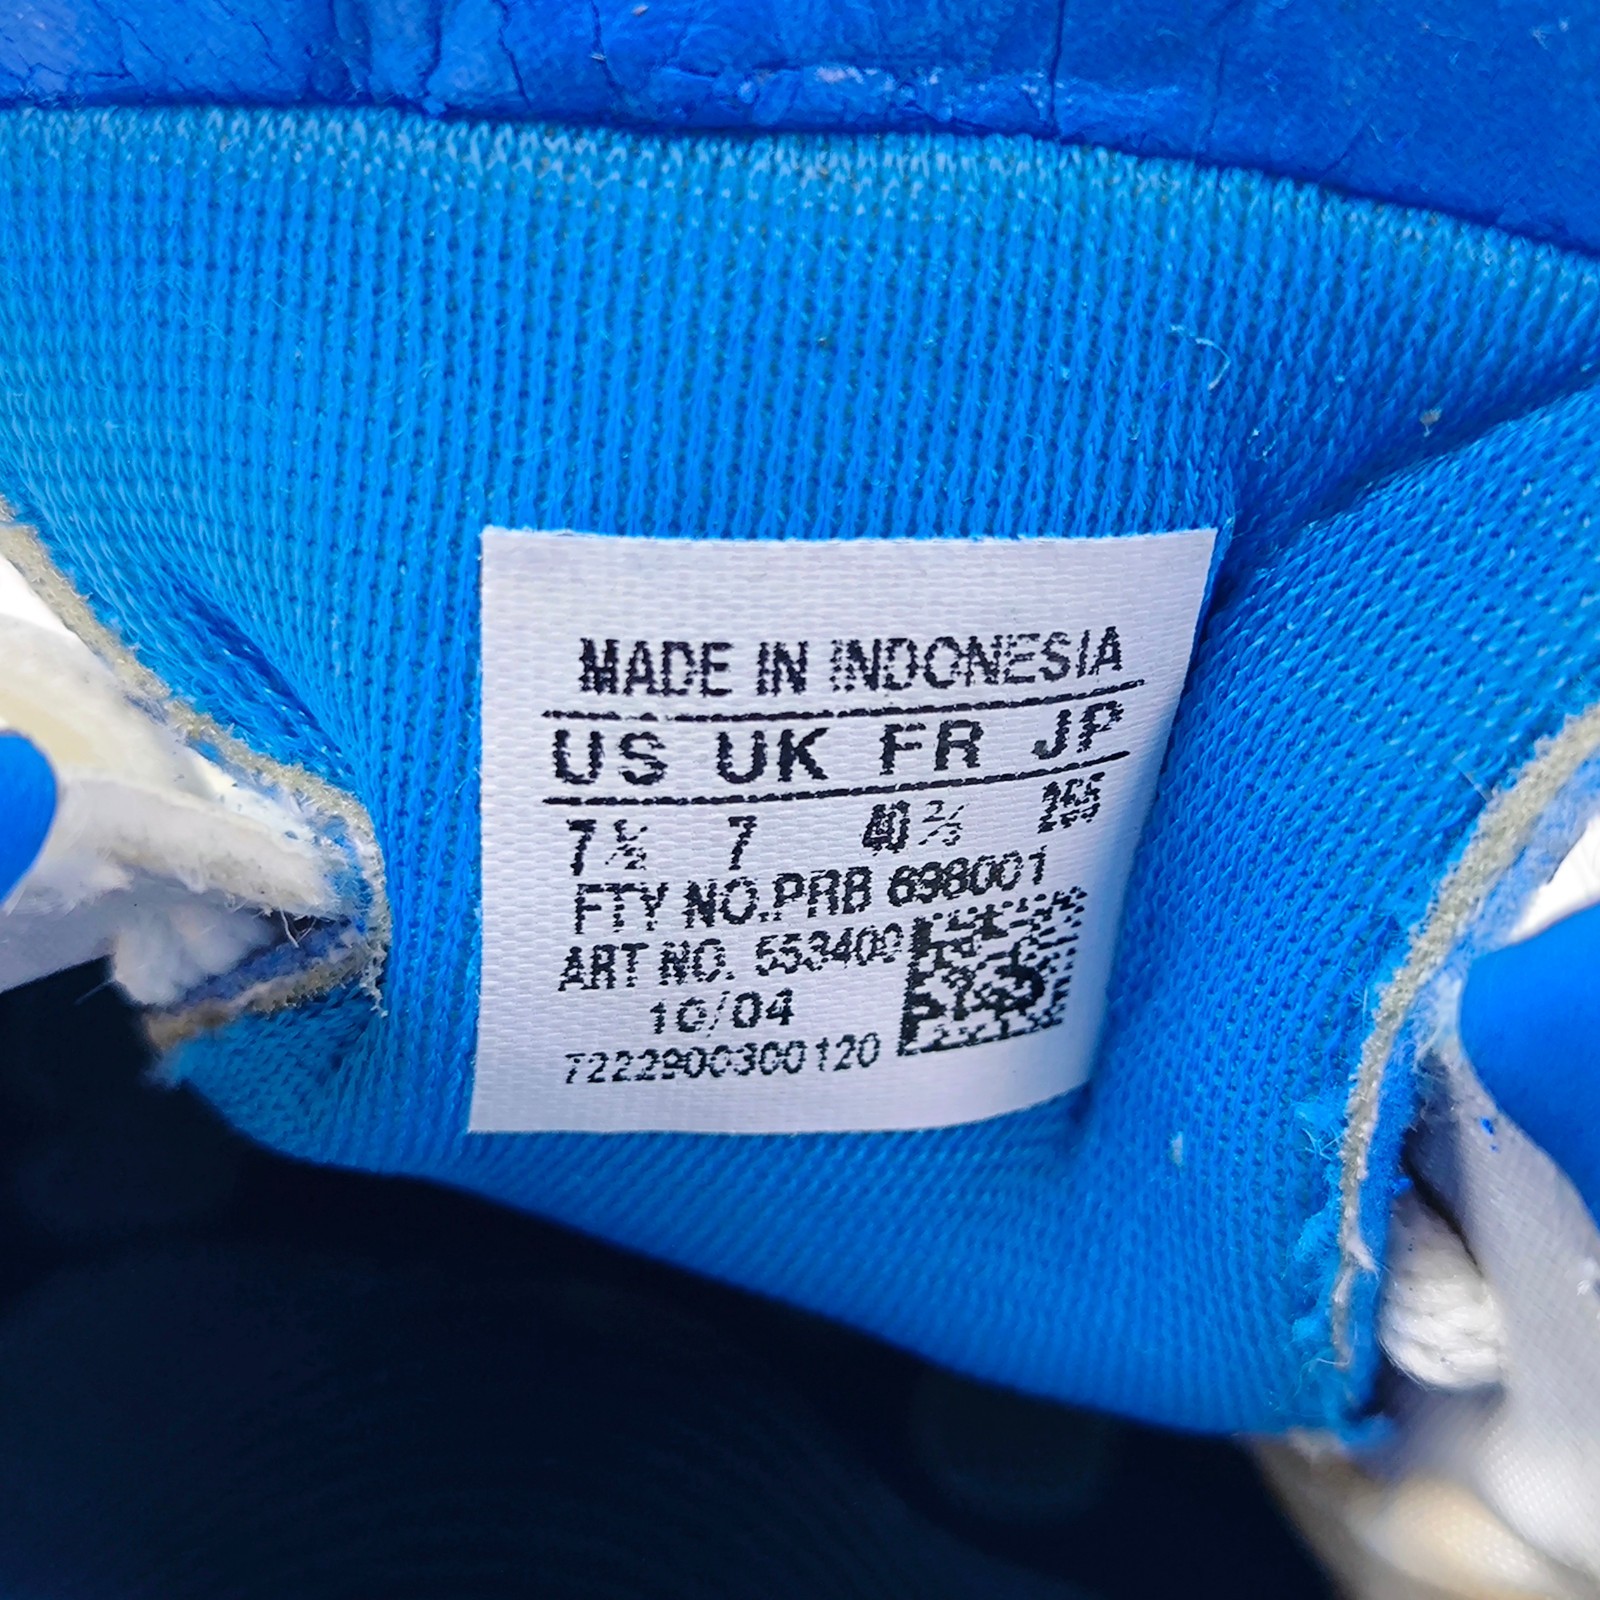 MADE IN INDONESIA
US UK FR JP
7½ 7 40⅔ 255
FTY NO.PRB 698001
ART NO. 553400
10/04
7222900300120